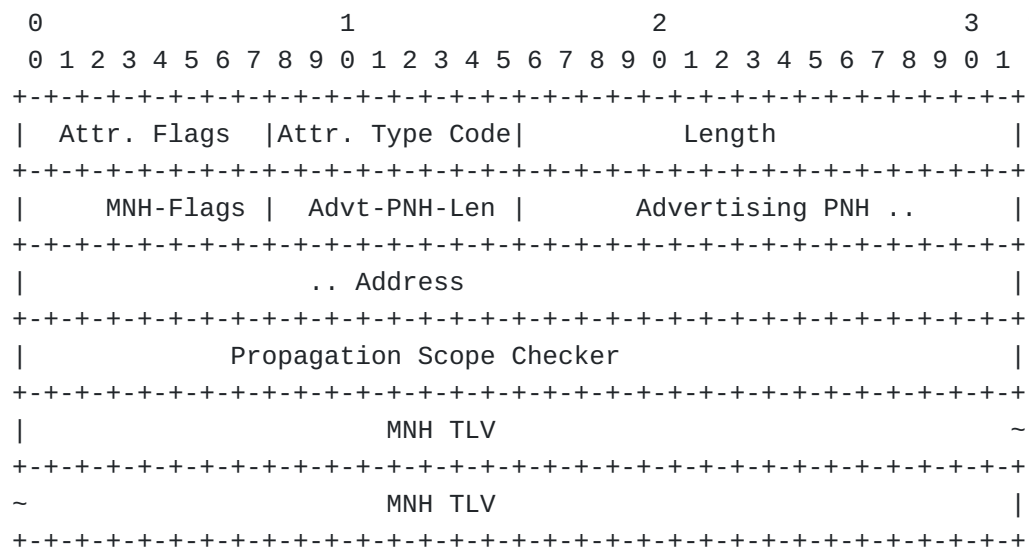 0                   1                   2                   3
 0 1 2 3 4 5 6 7 8 9 0 1 2 3 4 5 6 7 8 9 0 1 2 3 4 5 6 7 8 9 0 1
+-+-+-+-+-+-+-+-+-+-+-+-+-+-+-+-+-+-+-+-+-+-+-+-+-+-+-+-+-+-+-+-+
|  Attr. Flags  |Attr. Type Code|          Length               |
+-+-+-+-+-+-+-+-+-+-+-+-+-+-+-+-+-+-+-+-+-+-+-+-+-+-+-+-+-+-+-+-+
|     MNH-Flags |  Advt-PNH-Len |       Advertising PNH ..      |
+-+-+-+-+-+-+-+-+-+-+-+-+-+-+-+-+-+-+-+-+-+-+-+-+-+-+-+-+-+-+-+-+
|                  .. Address                                   |
+-+-+-+-+-+-+-+-+-+-+-+-+-+-+-+-+-+-+-+-+-+-+-+-+-+-+-+-+-+-+-+-+
|             Propagation Scope Checker                         |
+-+-+-+-+-+-+-+-+-+-+-+-+-+-+-+-+-+-+-+-+-+-+-+-+-+-+-+-+-+-+-+-+
|                       MNH TLV                                 ~
+-+-+-+-+-+-+-+-+-+-+-+-+-+-+-+-+-+-+-+-+-+-+-+-+-+-+-+-+-+-+-+-+
~                       MNH TLV                                 |
+-+-+-+-+-+-+-+-+-+-+-+-+-+-+-+-+-+-+-+-+-+-+-+-+-+-+-+-+-+-+-+-+